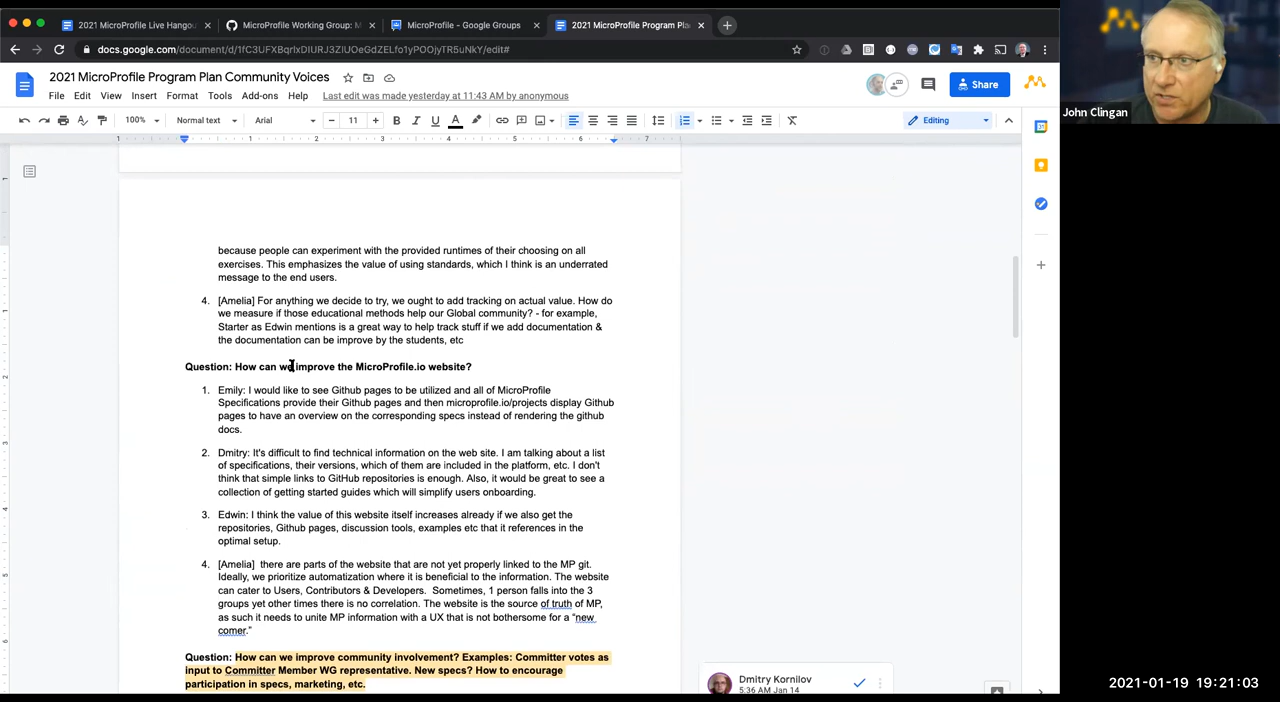 2021 MicroProfile Live Hangou
MicroProfile Working Group: M
MicroProfile - Google Groups
2021 MicroProfile Program Pla
docs.google.com/document/d/1fC3UFXBqrlxDIURJ3ZIUOeGdZELfo1yPOOjyTR5uNkY/edit#
2021 MicroProfile Program Plan Community Voices
File Edit View Insert Format Tools Add-ons Help Last edit was made yesterday at 11:43 AM by anonymous
Share
100% Normal text Arial 11 Editing
John Clingan
because people can experiment with the provided runtimes of their choosing on all
exercises. This emphasizes the value of using standards, which I think is an underrated
message to the end users.
4. [Amelia] For anything we decide to try, we ought to add tracking on actual value. How do
we measure if those educational methods help our Global community? - for example,
Starter as Edwin mentions is a great way to help track stuff if we add documentation &
the documentation can be improve by the students, etc
Question: How can we improve the MicroProfile.io website?
1. Emily: I would like to see Github pages to be utilized and all of MicroProfile
Specifications provide their Github pages and then microprofile.io/projects display Github
pages to have an overview on the corresponding specs instead of rendering the github
docs.
2. Dmitry: It's difficult to find technical information on the web site. I am talking about a list
of specifications, their versions, which of them are included in the platform, etc. I don't
think that simple links to GitHub repositories is enough. Also, it would be great to see a
collection of getting started guides which will simplify users onboarding.
3. Edwin: I think the value of this website itself increases already if we also get the
repositories, Github pages, discussion tools, examples etc that it references in the
optimal setup.
4. [Amelia] there are parts of the website that are not yet properly linked to the MP git.
Ideally, we prioritize automatization where it is beneficial to the information. The website
can cater to Users, Contributors & Developers. Sometimes, 1 person falls into the 3
groups yet other times there is no correlation. The website is the source of truth of MP,
as such it needs to unite MP information with a UX that is not bothersome for a "new
comer."
Question: How can we improve community involvement? Examples: Committer votes as
input to Committer Member WG representative. New specs? How to encourage
participation in specs, marketing, etc.
Dmitry Kornilov
5:36 AM Jan 14
2021-01-19 19:21:03